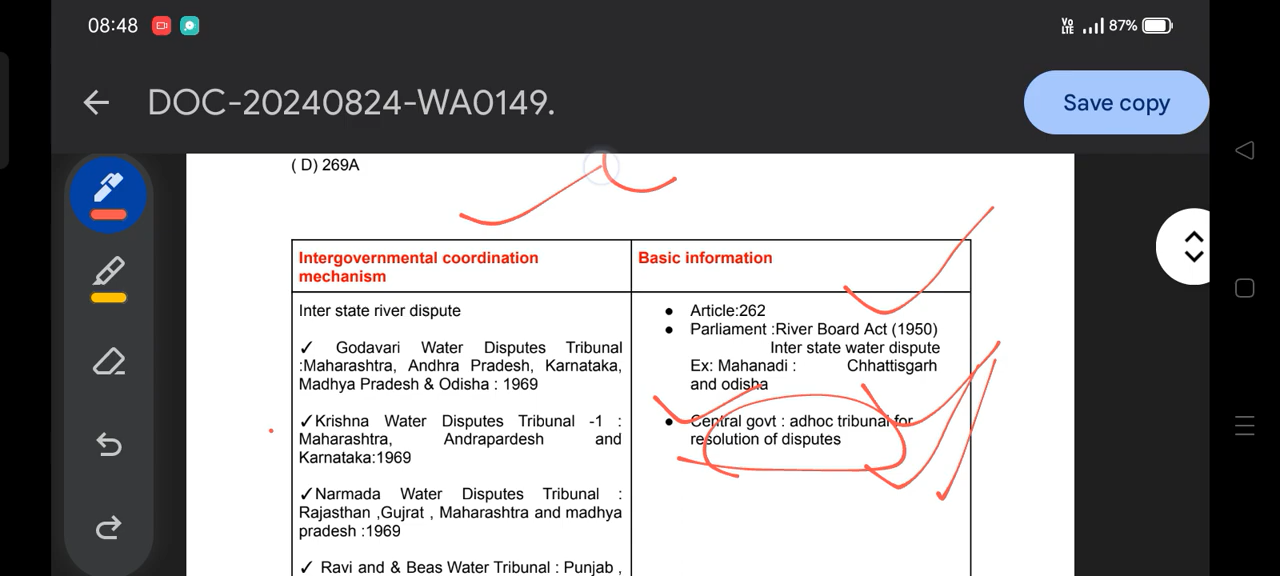 08:48
Vo LTE 87%
DOC-20240824-WA0149.
Save copy
( D) 269A
Intergovernmental coordination
mechanism
Basic information
Inter state river dispute
✓ Godavari Water Disputes Tribunal
:Maharashtra, Andhra Pradesh, Karnataka,
Madhya Pradesh & Odisha : 1969
✓Krishna Water Disputes Tribunal -1 :
Maharashtra, Andrapardesh and
Karnataka:1969
✓Narmada Water Disputes Tribunal :
Rajasthan ,Gujrat , Maharashtra and madhya
pradesh :1969
✓ Ravi and & Beas Water Tribunal : Punjab ,
● Article:262
● Parliament :River Board Act (1950)
Inter state water dispute
Ex: Mahanadi : Chhattisgarh
and odisha
● Central govt : adhoc tribunal for
resolution of disputes